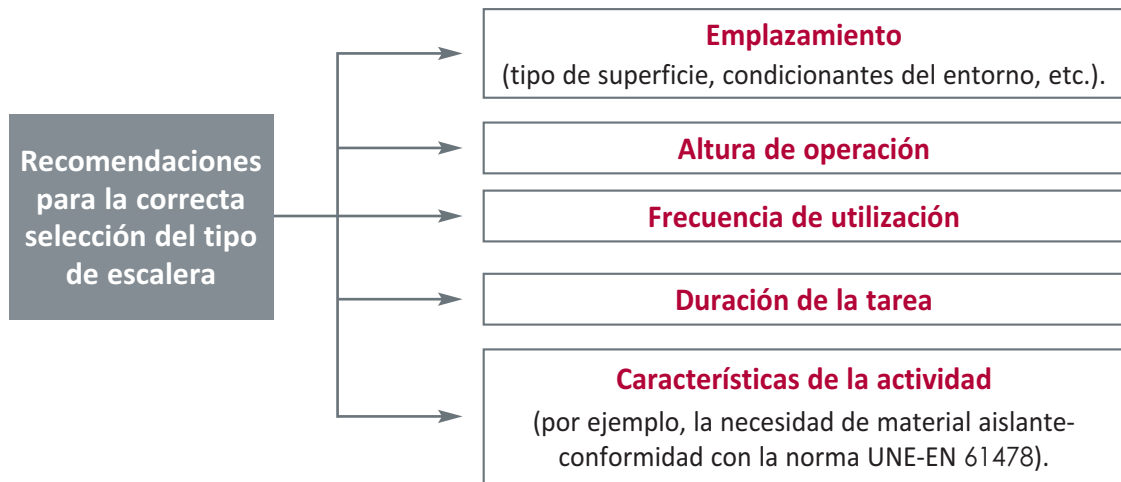 Recomendaciones
para la correcta
selección del tipo
de escalera
Emplazamiento
(tipo de superficie, condicionantes del entorno, etc.).
Altura de operación
Frecuencia de utilización
Duración de la tarea
Características de la actividad
(por ejemplo, la necesidad de material aislante-
conformidad con la norma UNE-EN 61478).